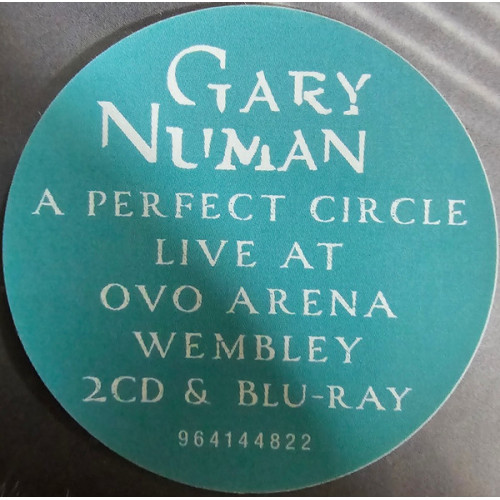 GARY
NUMAN
A PERFECT CIRCLE
LIVE AT
OVO ARENA
WEMBLEY
2CD & BLU-RAY
964144822